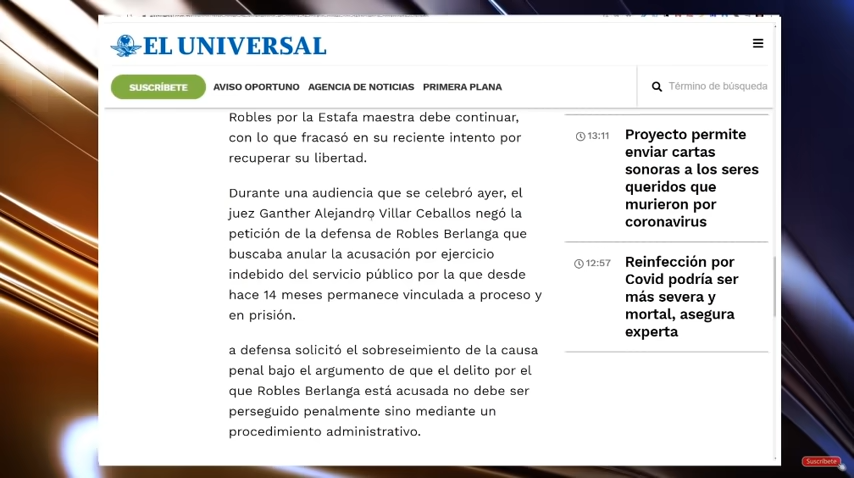 EL UNIVERSAL
SUSCRÍBETE AVISO OPORTUNO AGENCIA DE NOTICIAS PRIMERA PLANA
Término de búsqueda
Robles por la Estafa maestra debe continuar,
con lo que fracasó en su reciente intento por
recuperar su libertad.
Durante una audiencia que se celebró ayer, el
juez Ganther Alejandro Villar Ceballos negó la
petición de la defensa de Robles Berlanga que
buscaba anular la acusación por ejercicio
indebido del servicio público por la que desde
hace 14 meses permanece vinculada a proceso y
en prisión.
a defensa solicitó el sobreseimiento de la causa
penal bajo el argumento de que el delito por el
que Robles Berlanga está acusada no debe ser
perseguido penalmente sino mediante un
procedimiento administrativo.
13:11
Proyecto permite
enviar cartas
sonoras a los seres
queridos que
murieron por
coronavirus
12:57
Reinfección por
Covid podría ser
más severa y
mortal, asegura
experta
Suscríbete